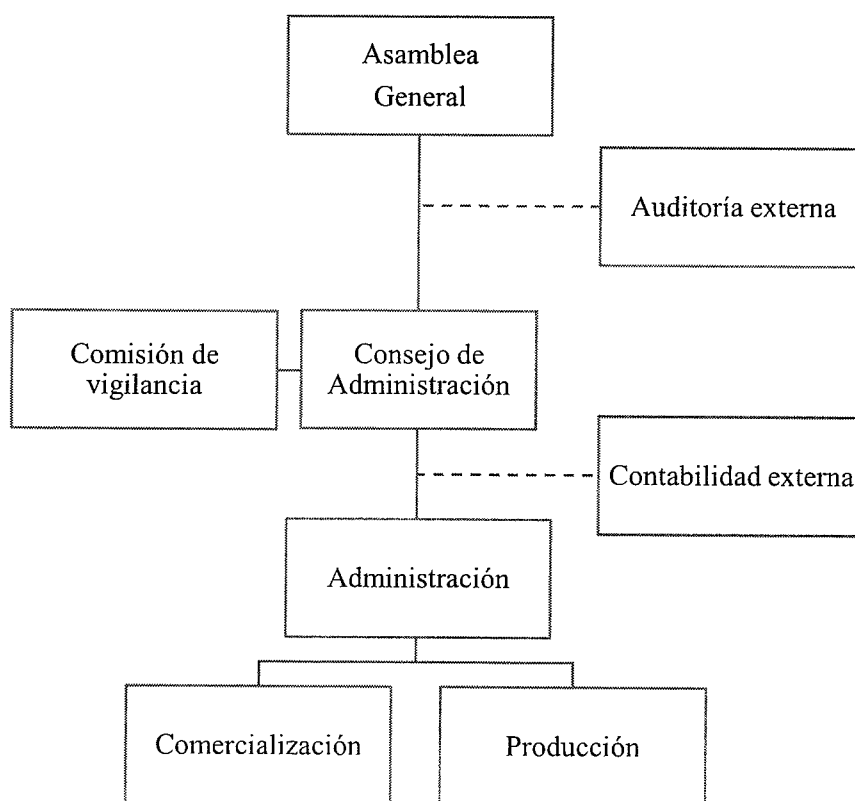 Asamblea
General
Auditoría externa
Comisión de
vigilancia
Consejo de
Administración
Contabilidad externa
Administración
Comercialización
Producción